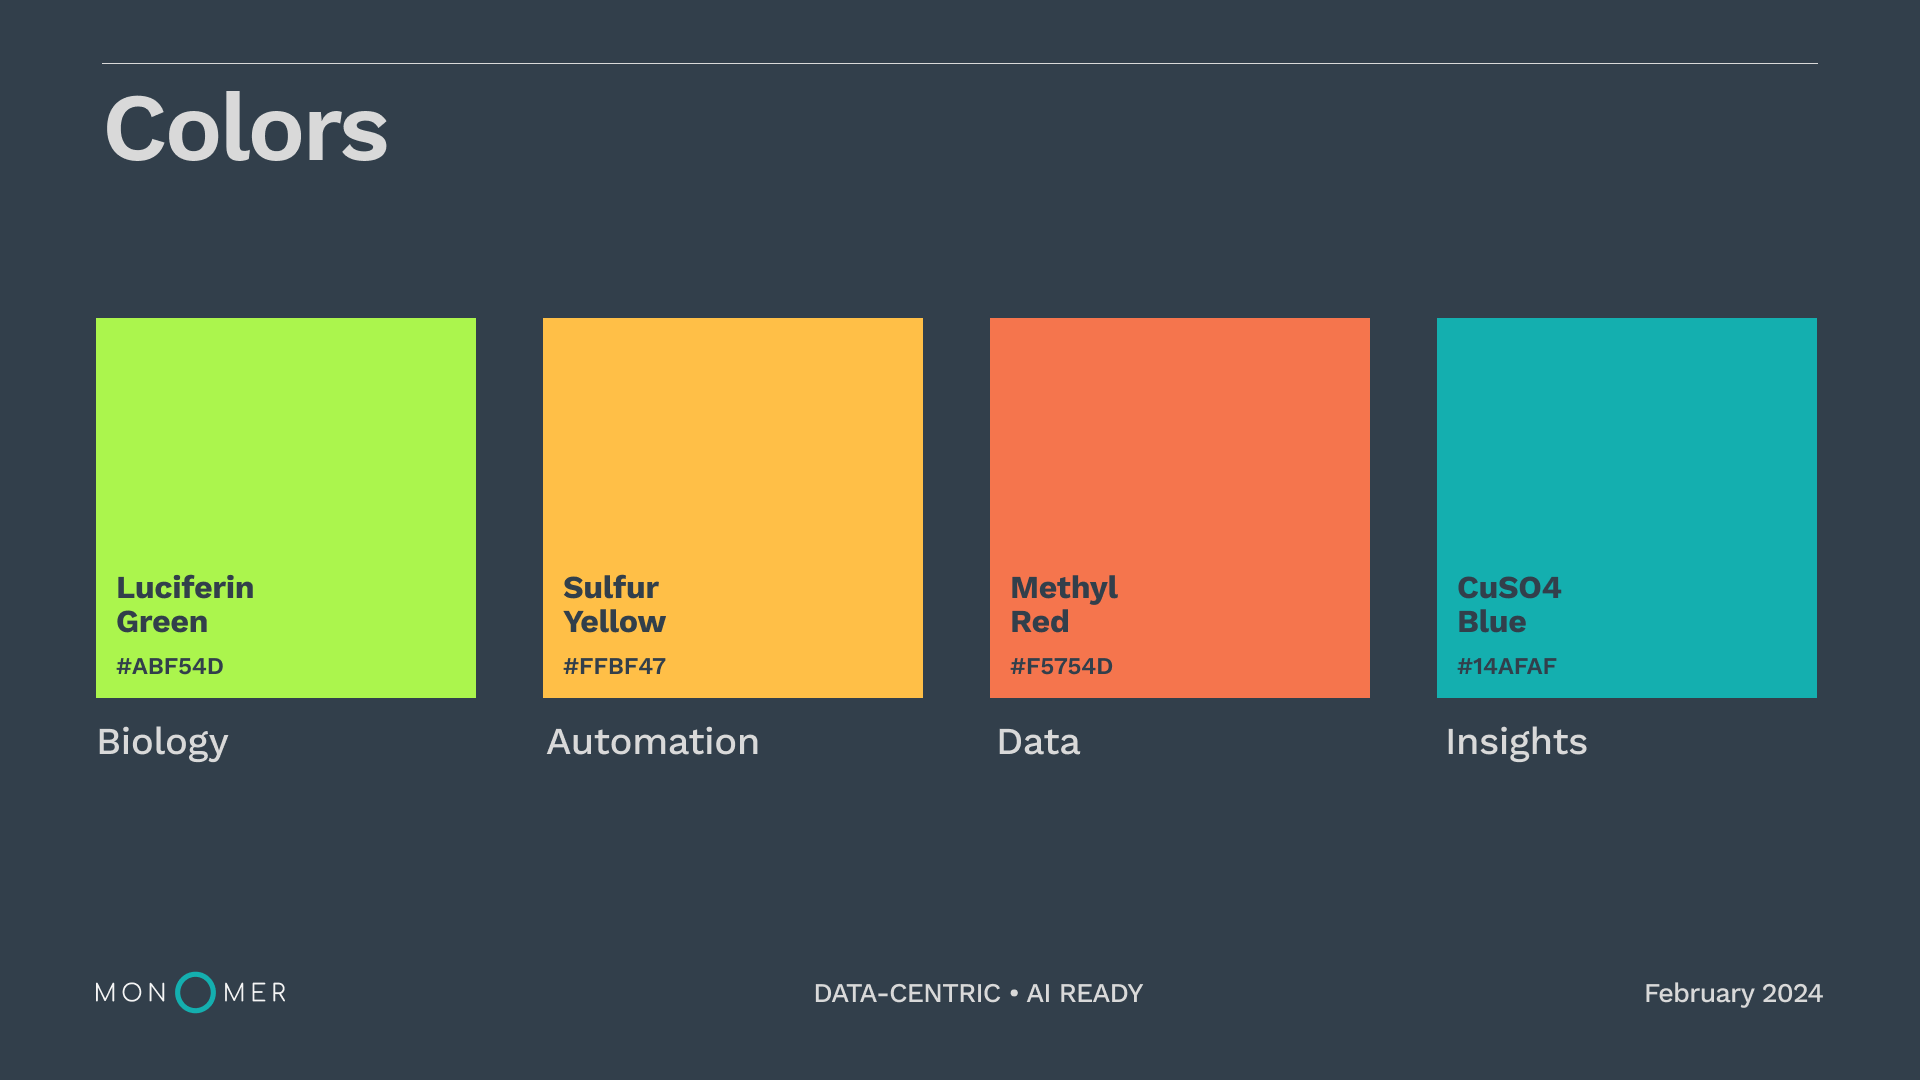 Colors
Luciferin
Green
#ABF54D
Sulfur
Yellow
#FFBF47
Methyl
Red
#F5754D
CuSO4
Blue
#14AFAF
Biology
Automation
Data
Insights
MONOMER
DATA-CENTRIC • AI READY
February 2024